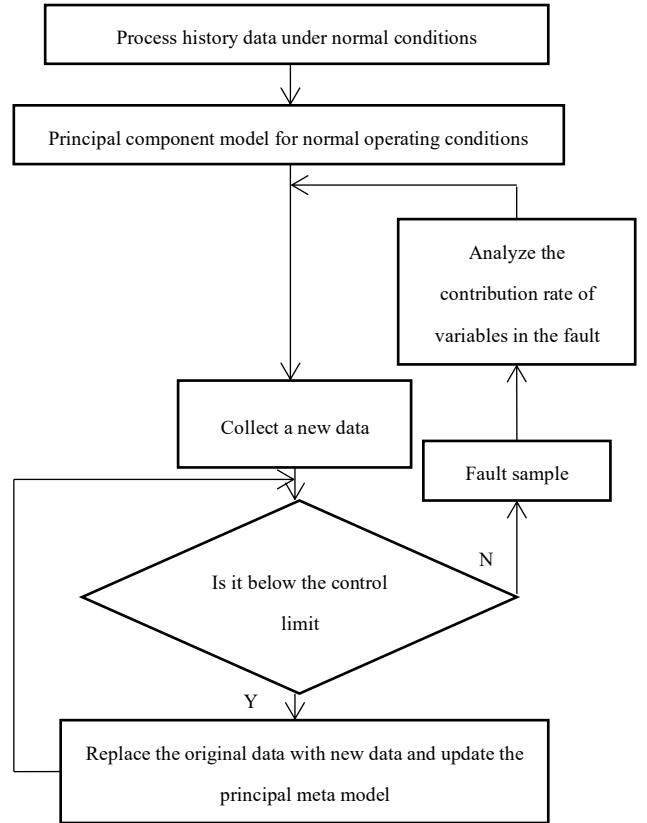 Process history data under normal conditions
Principal component model for normal operating conditions
Analyze the
contribution rate of
variables in the fault
Collect a new data
Fault sample
N
Is it below the control
limit
Y
Replace the original data with new data and update the
principal meta model